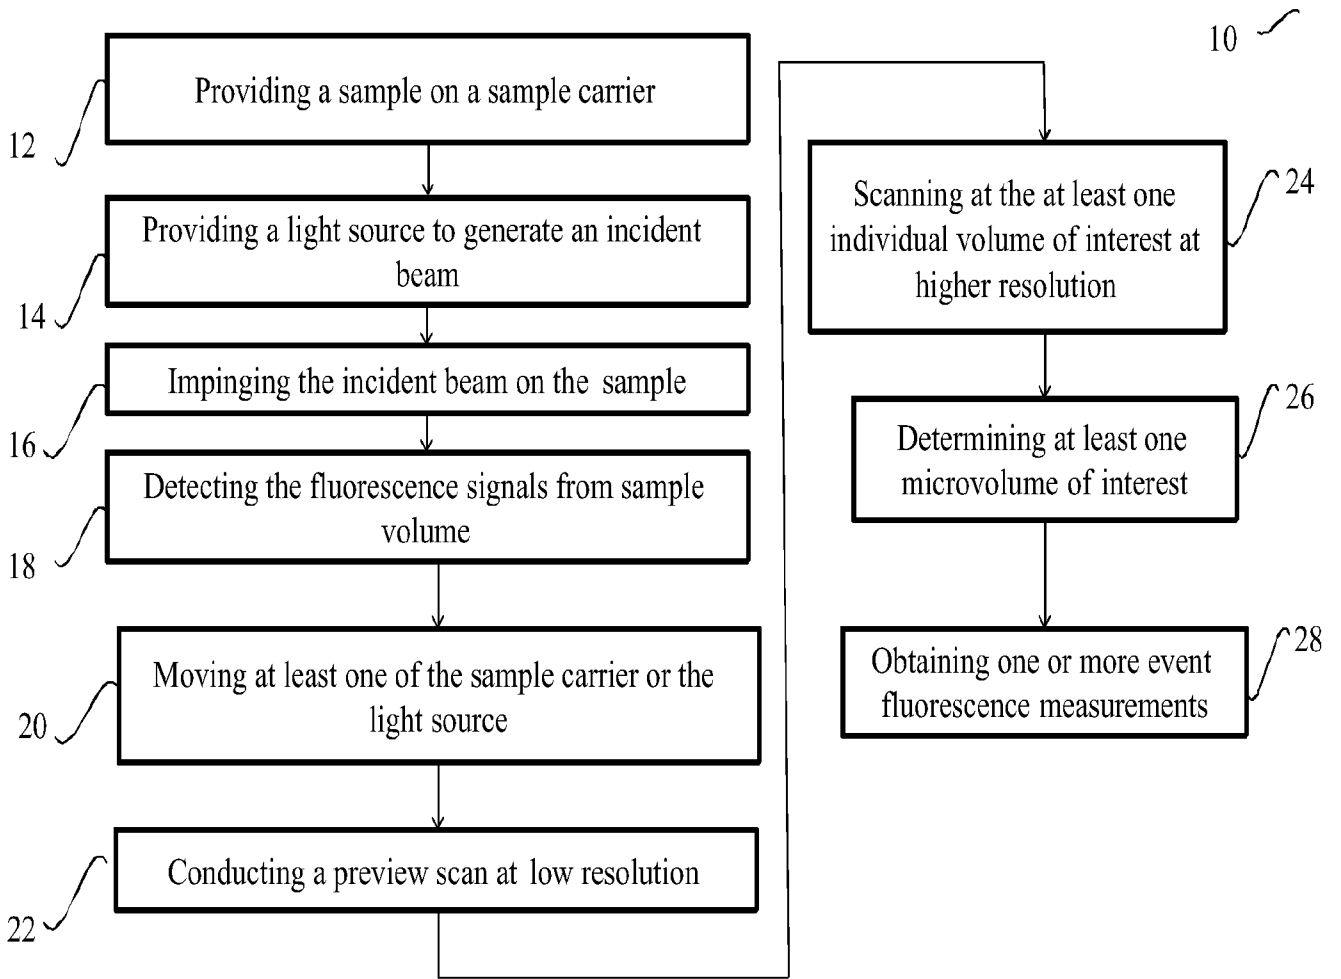 12
Providing a sample on a sample carrier
14
Providing a light source to generate an incident
beam
16
Impinging the incident beam on the sample
18
Detecting the fluorescence signals from sample
volume
20
Moving at least one of the sample carrier or the
light source
22
Conducting a preview scan at low resolution
10
24
Scanning at the at least one
individual volume of interest at
higher resolution
26
Determining at least one
microvolume of interest
28
Obtaining one or more event
fluorescence measurements